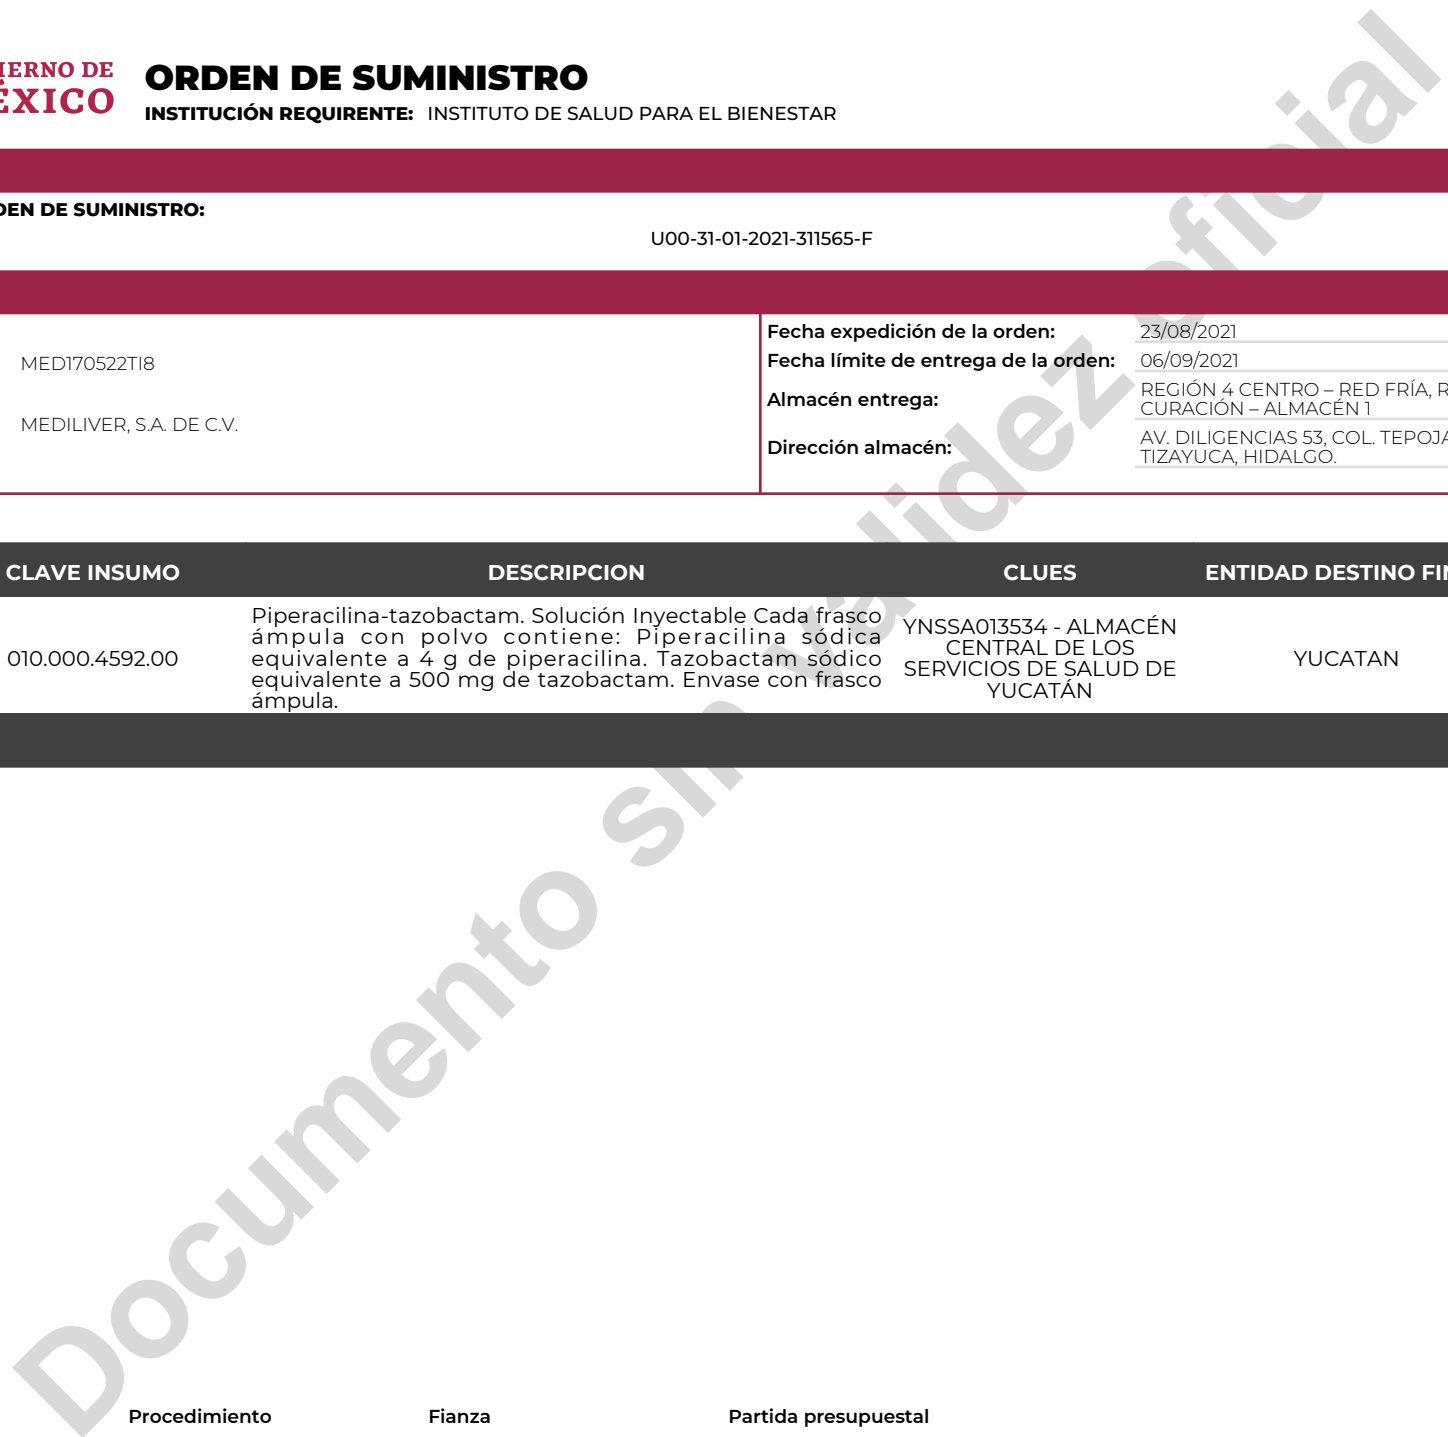 IERNO DE
ÉXICO
ORDEN DE SUMINISTRO
INSTITUCIÓN REQUIRENTE: INSTITUTO DE SALUD PARA EL BIENESTAR
DEN DE SUMINISTRO:
U00-31-01-2021-311565-F
MED170522TI8
MEDILIVER, S.A. DE C.V.
Fecha expedición de la orden: 23/08/2021
Fecha límite de entrega de la orden: 06/09/2021
Almacén entrega: REGIÓN 4 CENTRO – RED FRÍA, R
CURACIÓN – ALMACÉN 1
Dirección almacén: AV. DILIGENCIAS 53, COL. TEPOJA
TIZAYUCA, HIDALGO.
CLAVE INSUMO DESCRIPCION CLUES ENTIDAD DESTINO FIN
010.000.4592.00
Piperacilina-tazobactam. Solución Inyectable Cada frasco
ámpula con polvo contiene: Piperacilina sódica
equivalente a 4 g de piperacilina. Tazobactam sódico
equivalente a 500 mg de tazobactam. Envase con frasco
ámpula.
YNSSA013534 - ALMACÉN
CENTRAL DE LOS
SERVICIOS DE SALUD DE
YUCATÁN
YUCATAN
Documento sin validez oficial
Procedimiento Fianza Partida presupuestal